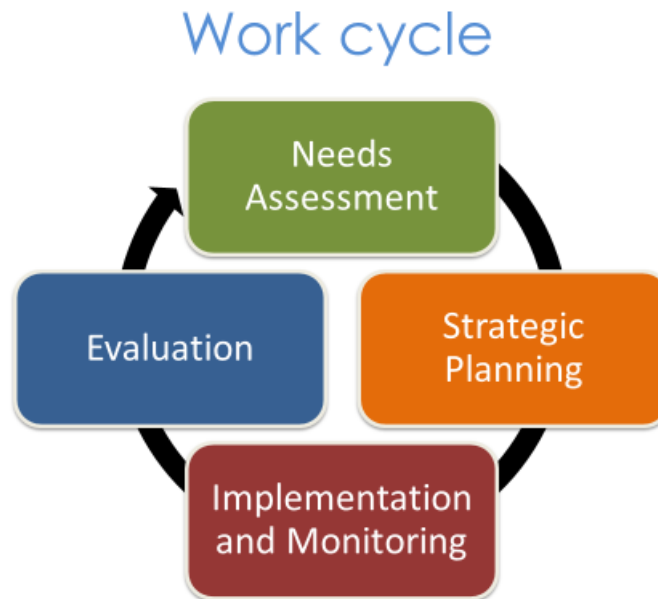 Work cycle
Needs
Assessment
Strategic
Planning
Implementation
and Monitoring
Evaluation